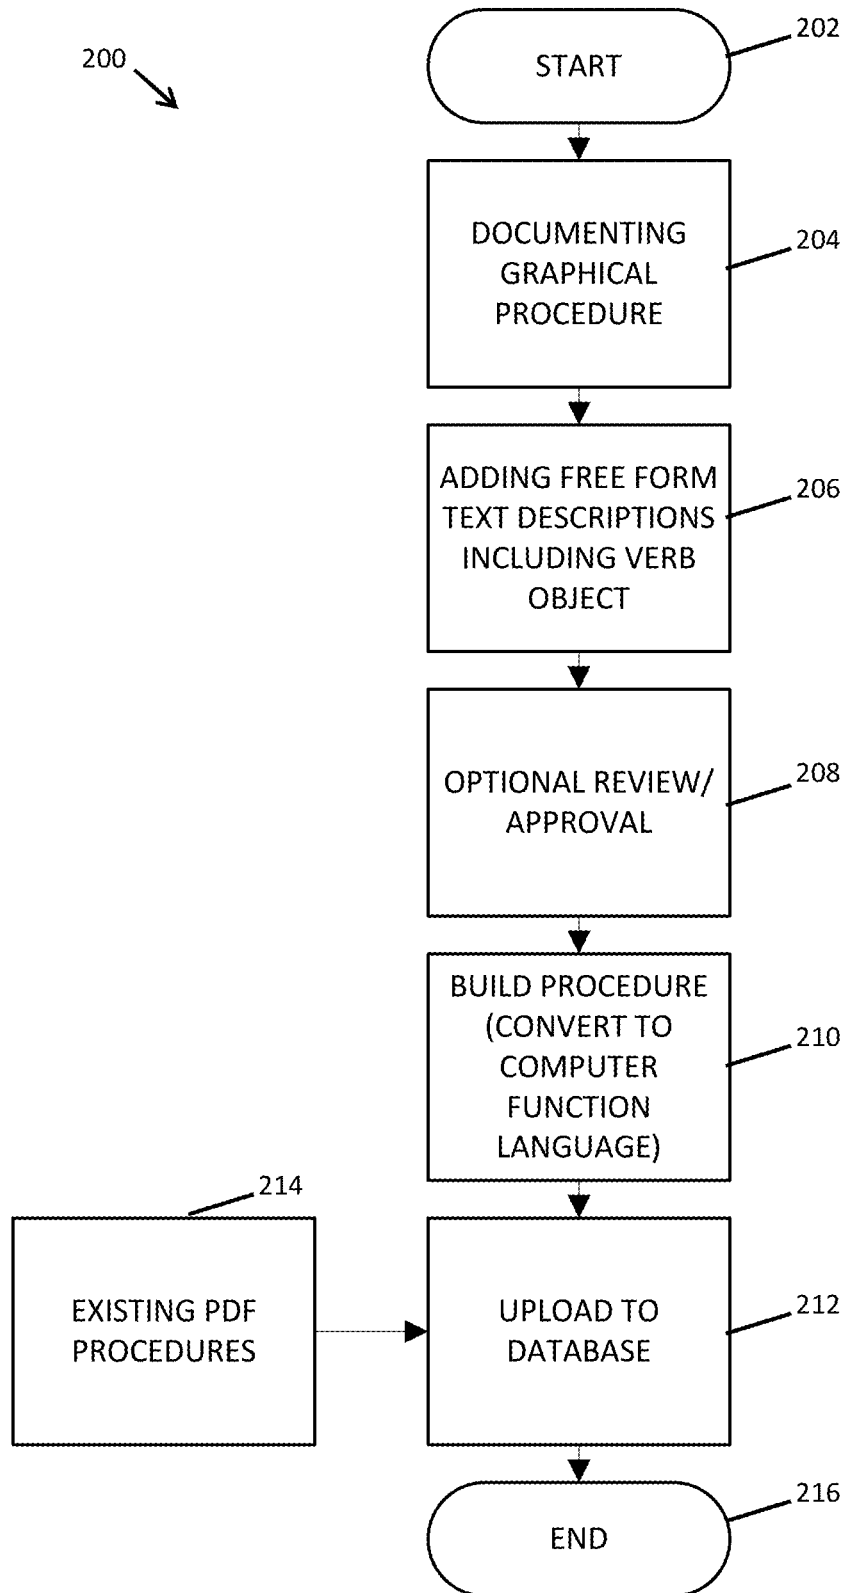 200
START
202
DOCUMENTING
GRAPHICAL
PROCEDURE
204
ADDING FREE FORM
TEXT DESCRIPTIONS
INCLUDING VERB
OBJECT
206
OPTIONAL REVIEW/
APPROVAL
208
BUILD PROCEDURE
(CONVERT TO
COMPUTER
FUNCTION
LANGUAGE)
210
214
EXISTING PDF
PROCEDURES
UPLOAD TO
DATABASE
212
END
216